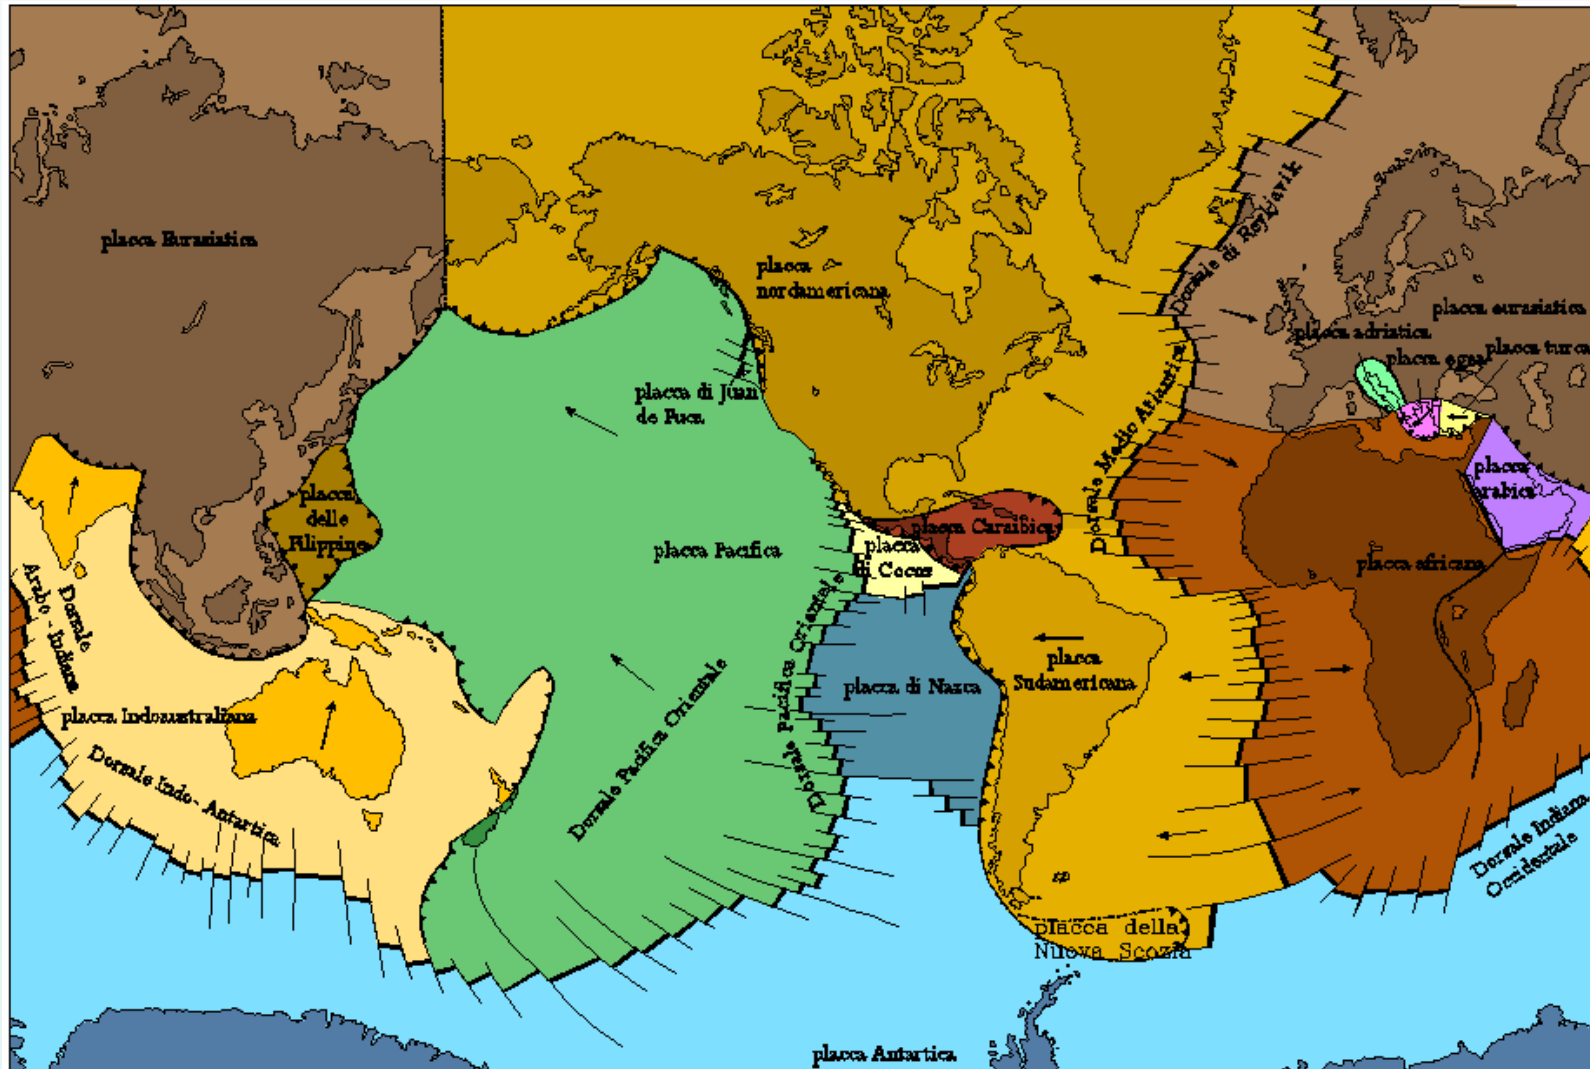 placca Eurasiatica
placca
nordamericana
Dorsale di Reykjavik
placca eurasiatica
placca adriatica
placca egea
placca turca
placca di Juan
de Fuca
Dorsale Medio Atlantica
placca
arabica
placca
delle
Filippine
placca Pacifica
placca Caraibica
placca
di Cocos
placca africana
Dorsale
Arabo - Indiana
placca
Sudamericana
placca di Nazca
placca Indoaustraliana
Dorsale Pacifica Orientale
Dorsale Pacifica Orientale
Dorsale Indo- Antartica
Dorsale Indiana
Occidentale
placca della
Nuova Scozia
placca Antartica